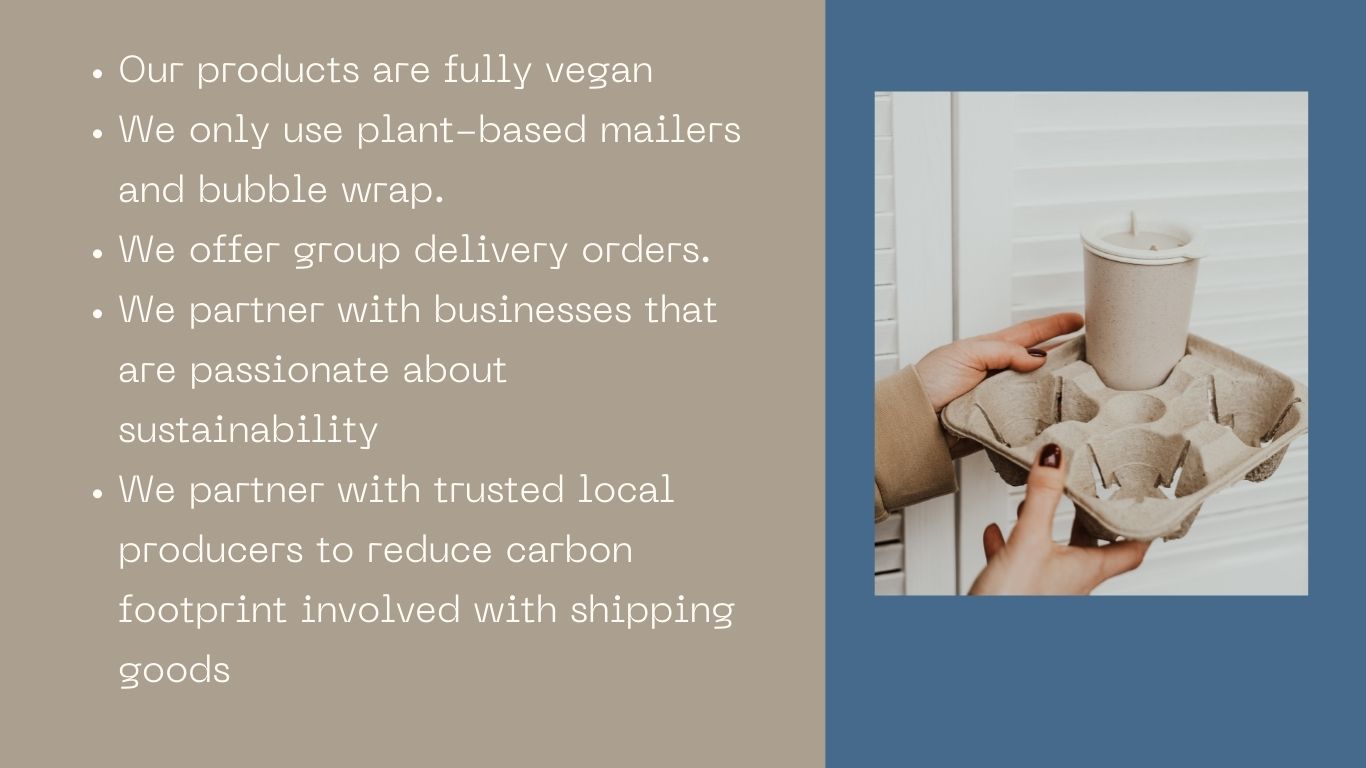 • Our products are fully vegan
• We only use plant-based mailers
and bubble wrap.
• We offer group delivery orders.
• We partner with businesses that
are passionate about
sustainability
• We partner with trusted local
producers to reduce carbon
footprint involved with shipping
goods